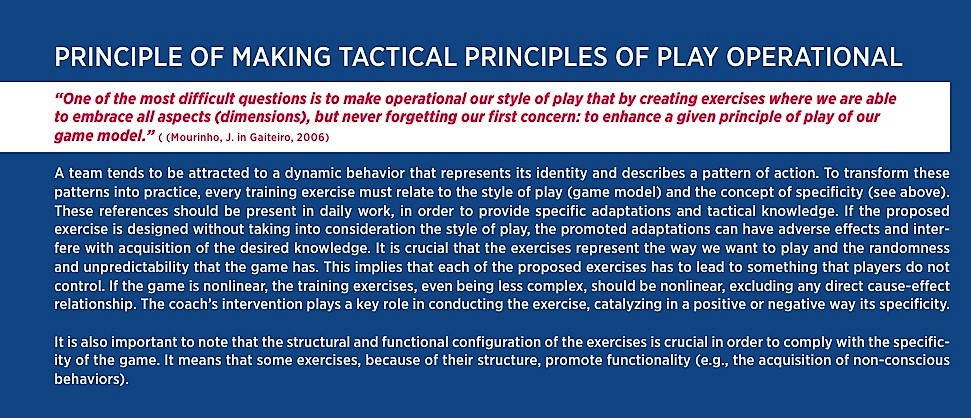 PRINCIPLE OF MAKING TACTICAL PRINCIPLES OF PLAY OPERATIONAL
“One of the most difficult questions is to make operational our style of play that by creating exercises where we are able
to embrace all aspects (dimensions), but never forgetting our first concern: to enhance a given principle of play of our
game model.” ( (Mourinho, J. in Gaiteiro, 2006)
A team tends to be attracted to a dynamic behavior that represents its identity and describes a pattern of action. To transform these
patterns into practice, every training exercise must relate to the style of play (game model) and the concept of specificity (see above).
These references should be present in daily work, in order to provide specific adaptations and tactical knowledge. If the proposed
exercise is designed without taking into consideration the style of play, the promoted adaptations can have adverse effects and inter-
fere with acquisition of the desired knowledge. It is crucial that the exercises represent the way we want to play and the randomness
and unpredictability that the game has. This implies that each of the proposed exercises has to lead to something that players do not
control. If the game is nonlinear, the training exercises, even being less complex, should be nonlinear, excluding any direct cause-effect
relationship. The coach’s intervention plays a key role in conducting the exercise, catalyzing in a positive or negative way its specificity.
It is also important to note that the structural and functional configuration of the exercises is crucial in order to comply with the specific-
ity of the game. It means that some exercises, because of their structure, promote functionality (e.g., the acquisition of non-conscious
behaviors).